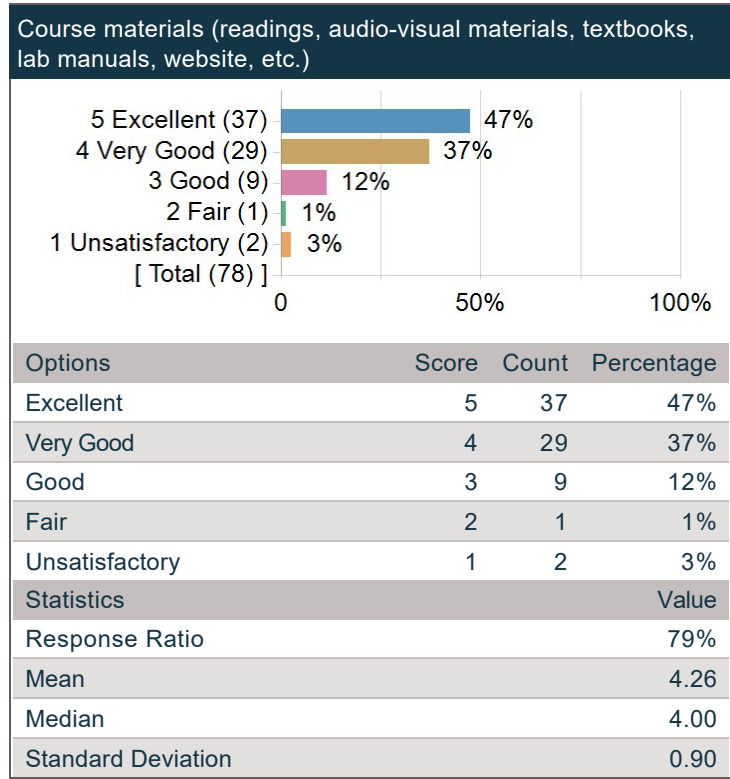 Course materials (readings, audio-visual materials, textbooks,
lab manuals, website, etc.)
5 Excellent (37) 47%
4 Very Good (29) 37%
3 Good (9) 12%
2 Fair (1) 1%
1 Unsatisfactory (2) 3%
[ Total (78) ]
0 50% 100%
Options Score Count Percentage
Excellent 5 37 47%
Very Good 4 29 37%
Good 3 9 12%
Fair 2 1 1%
Unsatisfactory 1 2 3%
Statistics Value
Response Ratio 79%
Mean 4.26
Median 4.00
Standard Deviation 0.90